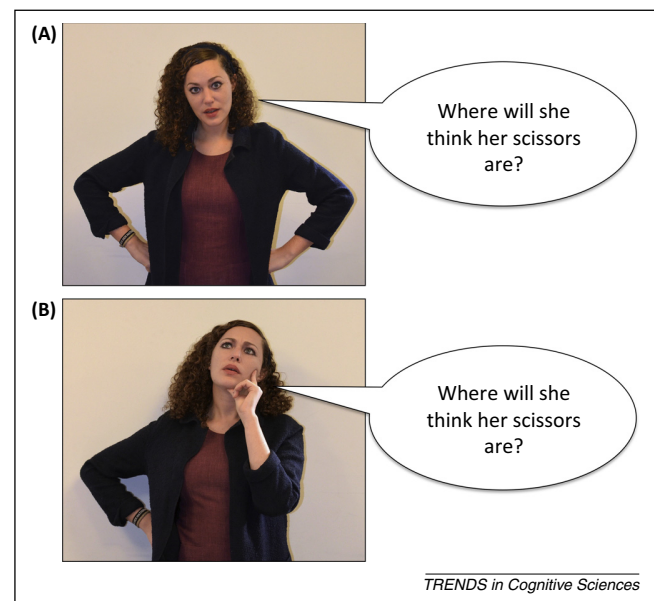 (A)
Where will she
think her scissors
are?
(B)
Where will she
think her scissors
are?
TRENDS in Cognitive Sciences